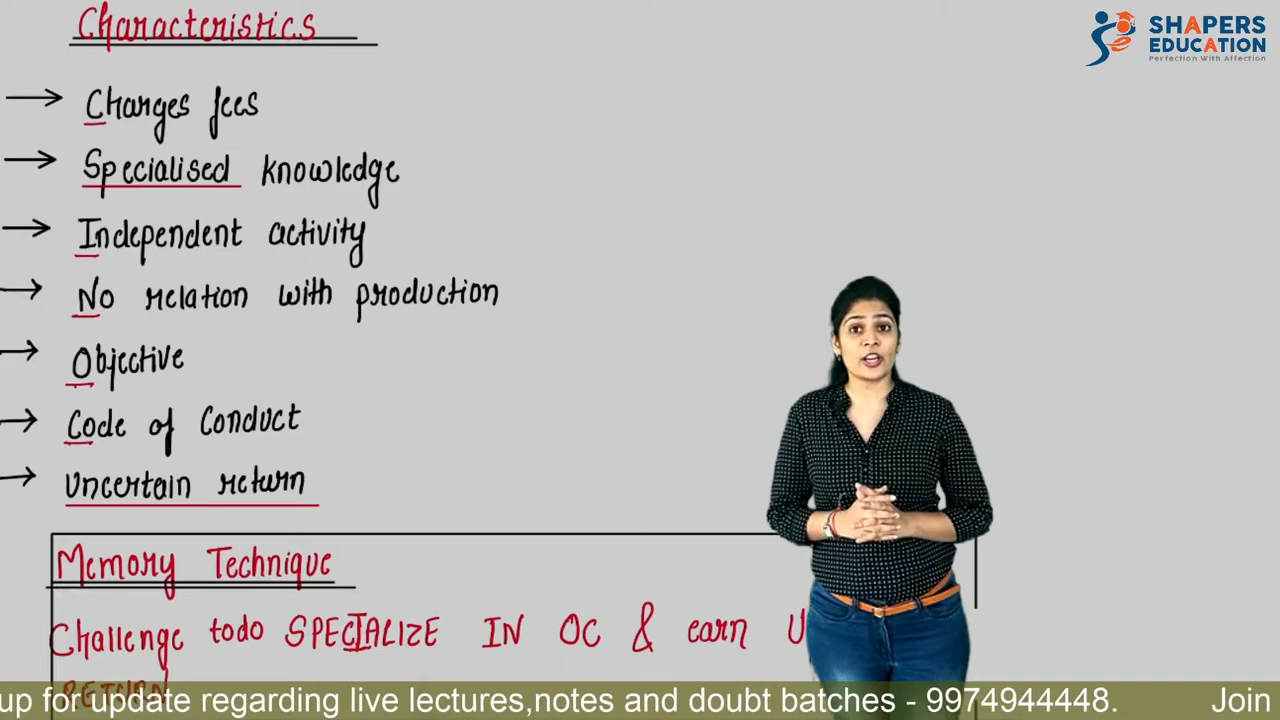 Characteristics
SHAPERS
EDUCATION
Perfection With Affection
Charges fees
Specialised knowledge
Independent activity
No relation with production
Objective
Code of Conduct
Uncertain return
Memory Technique
Challenge todo SPECIALIZE IN OC & earn U
RETURN
up for update regarding live lectures,notes and doubt batches - 9974944448. Join